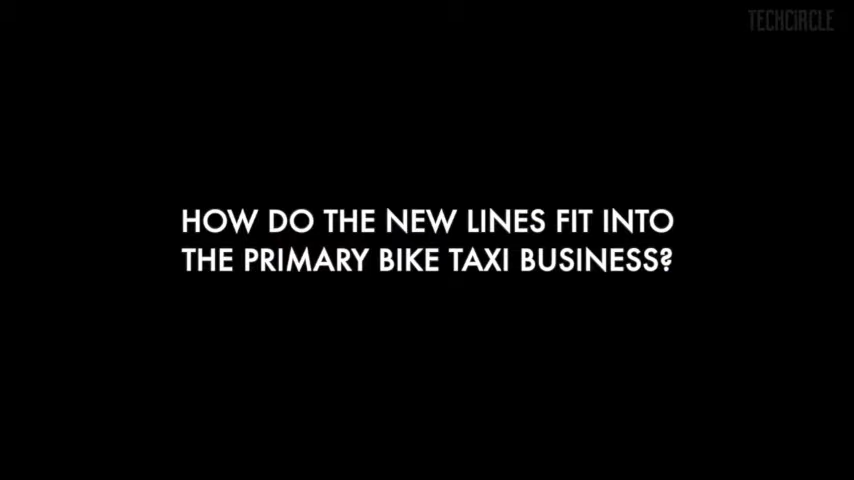 TECHCIRCLE
HOW DO THE NEW LINES FIT INTO
THE PRIMARY BIKE TAXI BUSINESS?